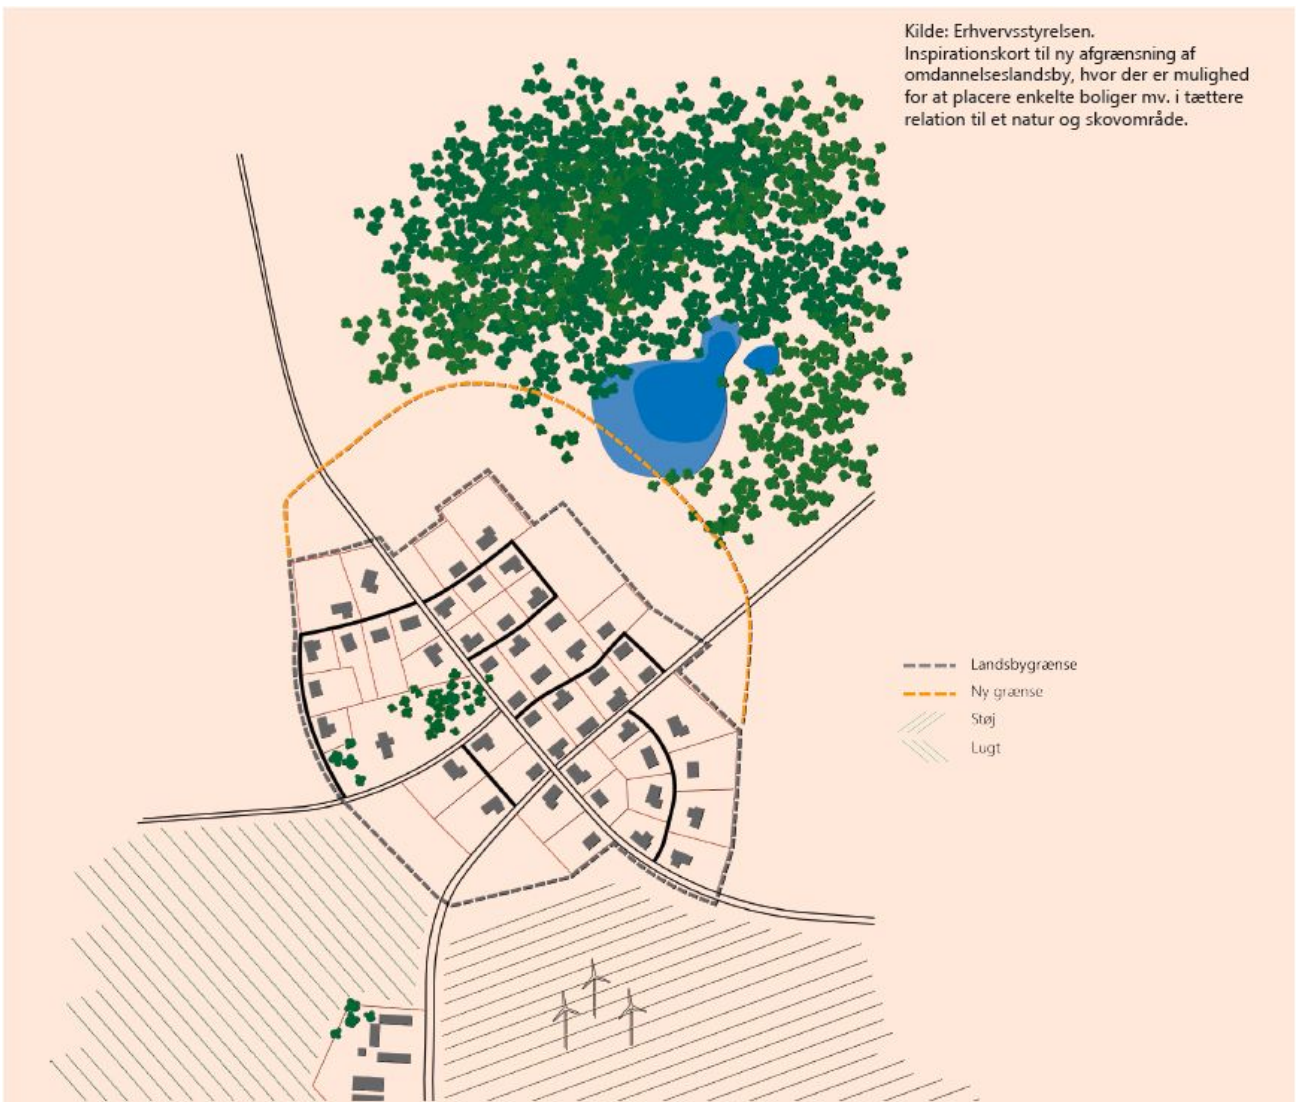 Kilde: Erhvervsstyrelsen.
Inspirationskort til ny afgrænsning af
omdannelseslandsby, hvor der er mulighed
for at placere enkelte boliger mv. i tættere
relation til et natur og skovområde.
Landsbygrænse
Ny grænse
Støj
Lugt